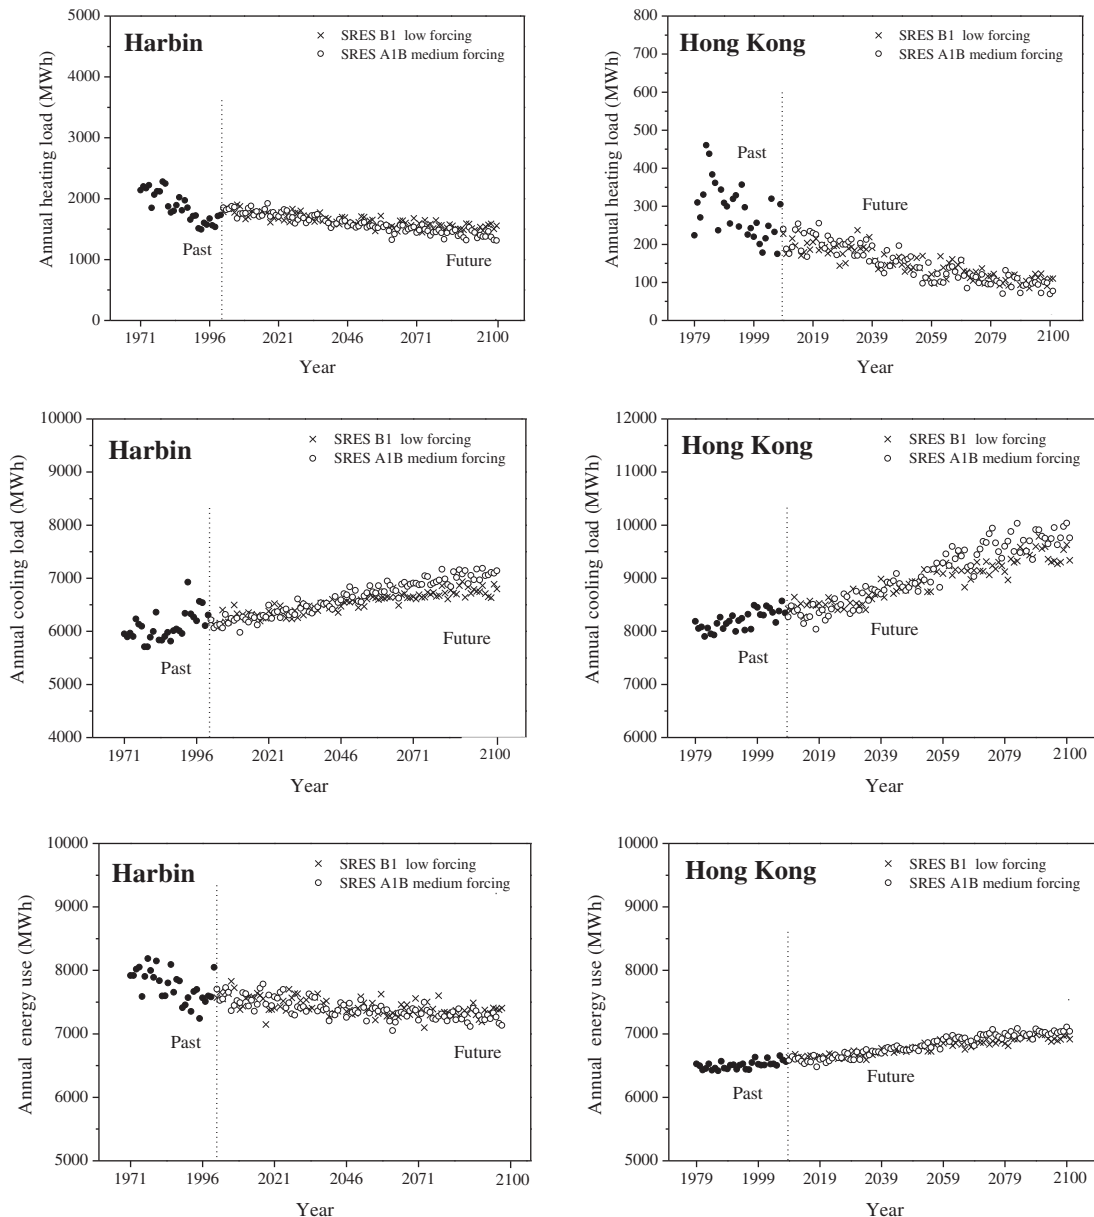 Harbin
× SRES B1 low forcing
○ SRES A1B medium forcing
Annual heating load (MWh)
5000
4000
3000
2000
1000
0
Past
Future
1971 1996 2021 2046 2071 2100
Year
Hong Kong
× SRES B1 low forcing
○ SRES A1B medium forcing
Annual heating load (MWh)
800
700
600
500
400
300
200
100
0
Past
Future
1979 1999 2019 2039 2059 2079 2100
Year
Harbin
× SRES B1 low forcing
○ SRES A1B medium forcing
Annual cooling load (MWh)
10000
9000
8000
7000
6000
5000
4000
Past
Future
1971 1996 2021 2046 2071 2100
Year
Hong Kong
× SRES B1 low forcing
○ SRES A1B medium forcing
Annual cooling load (MWh)
12000
11000
10000
9000
8000
7000
6000
Past
Future
1979 1999 2019 2039 2059 2079 2100
Year
Harbin
× SRES B1 low forcing
○ SRES A1B medium forcing
Annual energy use (MWh)
10000
9000
8000
7000
6000
5000
Past
Future
1971 1996 2021 2046 2071 2100
Year
Hong Kong
× SRES B1 low forcing
○ SRES A1B medium forcing
Annual energy use (MWh)
10000
9000
8000
7000
6000
5000
Past
Future
1979 1999 2019 2039 2059 2079 2100
Year